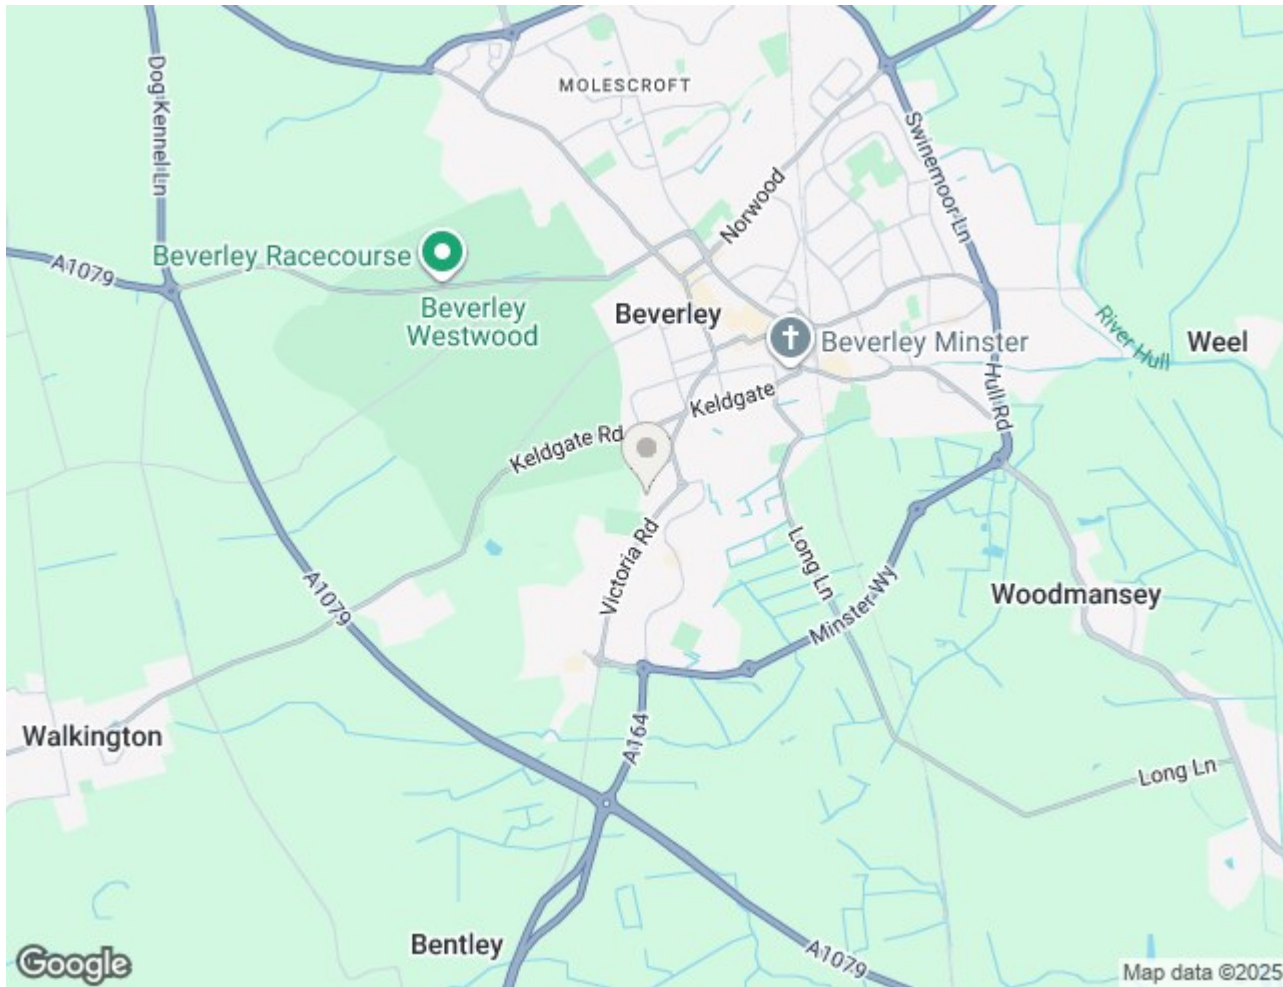 MOLESCROFT
Dog Kennel Ln
Swinemoor Ln
Norwood
A1079
Beverley Racecourse
Beverley
Westwood
Beverley
Beverley Minster
River Hull
Weel
Hull Rd
Keldgate
Keldgate Rd
Victoria Rd
Long Ln
Minster Wy
Woodmansey
A1079
Walkington
A164
Long Ln
Bentley
A1079
Google
Map data ©2025